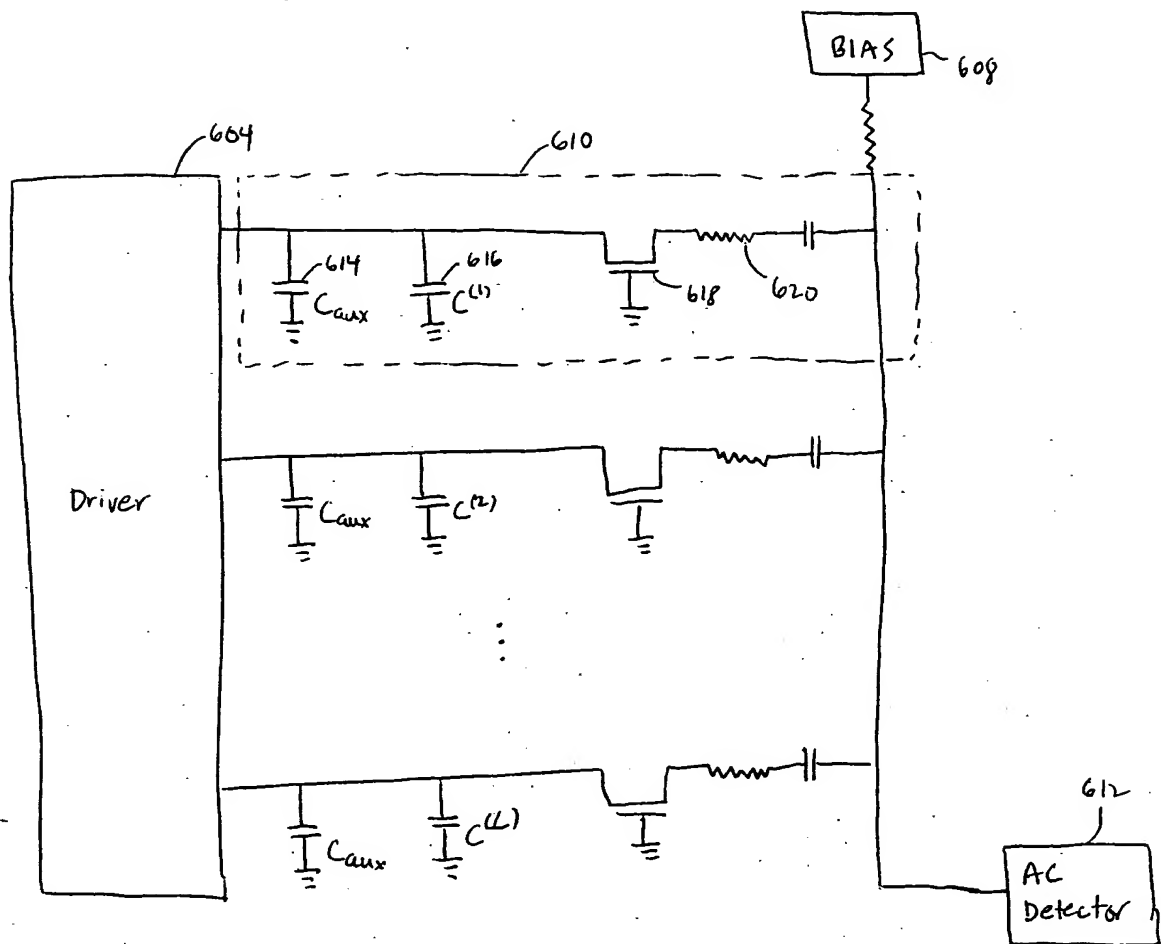 BIAS
608
604
610
614
616
Caux
C(1)
618
620
Driver
Caux
C(2)
Caux
C(L)
612
AC
Detector